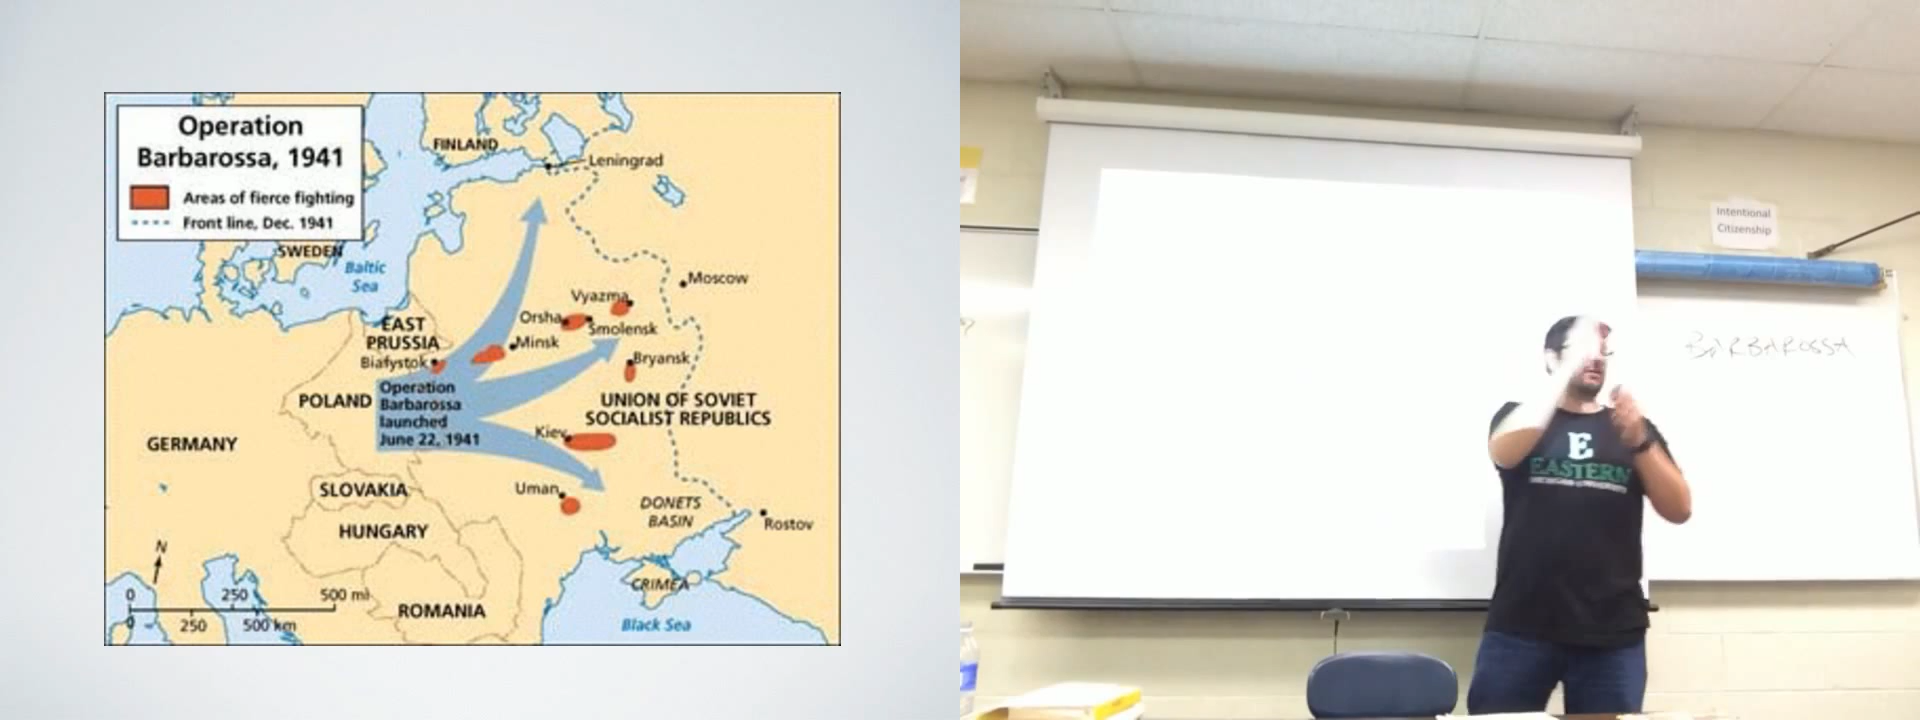 Operation
Barbarossa, 1941
Areas of fierce fighting
Front line, Dec. 1941
FINLAND
Leningrad
SWEDEN
Baltic
Sea
Moscow
Vyazma
Orsha
Smolensk
EAST
PRUSSIA
Minsk
Białystok
Bryansk
POLAND
Operation
Barbarossa
launched
June 22, 1941
UNION OF SOVIET
SOCIALIST REPUBLICS
GERMANY
Kiev
SLOVAKIA
Uman
DONETS
BASIN
Rostov
HUNGARY
N
CRIMEA
0 250 500 mi
0 250 500 km
ROMANIA
Black Sea
Intentional
Citizenship
BARBAROSSA
E
EASTERN